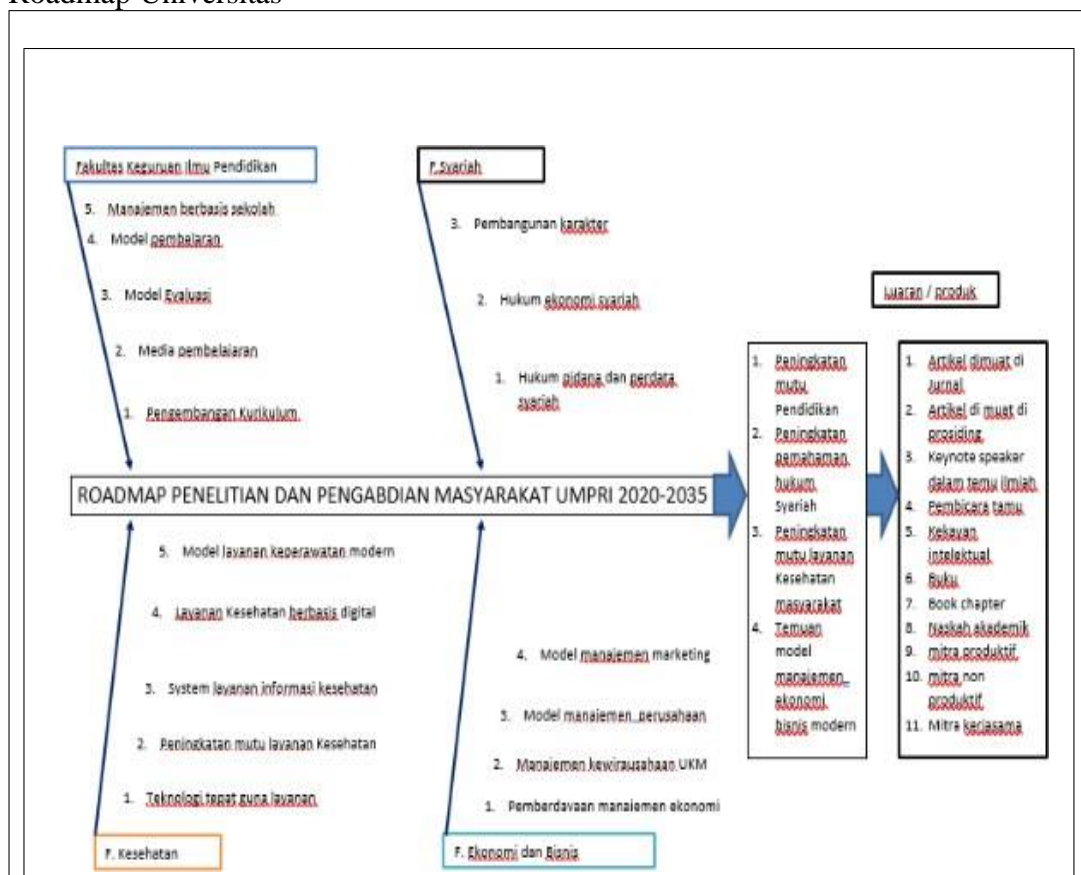 Roadmap Universitas
Fakultas Keguruan Ilmu Pendidikan
5. Manajemen berbasis sekolah
4. Model pembelaran
3. Model Evaluasi
2. Media pembelajaran
1. Pengembangan Kurikulum
F.Syariah
3. Pembangunan karakter
2. Hukum ekonomi syariah
1. Hukum pidana dan perdata
syariah
ROADMAP PENELITIAN DAN PENGABDIAN MASYARAKAT UMPRI 2020-2035
5. Model layanan keperawatan modern
4. Layanan Kesehatan berbasis digital
3. System layanan informasi kesehatan
2. Peningkatan mutu layanan Kesehatan
1. Teknologi tepat guna layanan
F. Kesehatan
4. Model manajemen marketing
3. Model manajemen perusahaan
2. Manajemen kewirausahaan UKM
1. Pemberdayaan manajemen ekonomi
F. Ekonomi dan Bisnis
1. Peningkatan
mutu
Pendidikan
2. Peningkatan
pemahaman
hukum
Syariah
3. Peningkatan
mutu layanan
Kesehatan
masyarakat
4. Temuan
model
manajemen
ekonomi
bisnis modern
Luaran / produk
1. Artikel dimuat di
Jurnal
2. Artikel di muat di
prosiding
3. Keynote speaker
dalam temu ilmiah
4. Pembicara tamu
5. Kekayan
intelektual
6. Buku
7. Book chapter
8. Naskah akademik
9. mitra produktif
10. mitra non
produktif
11. Mitra kerjasama